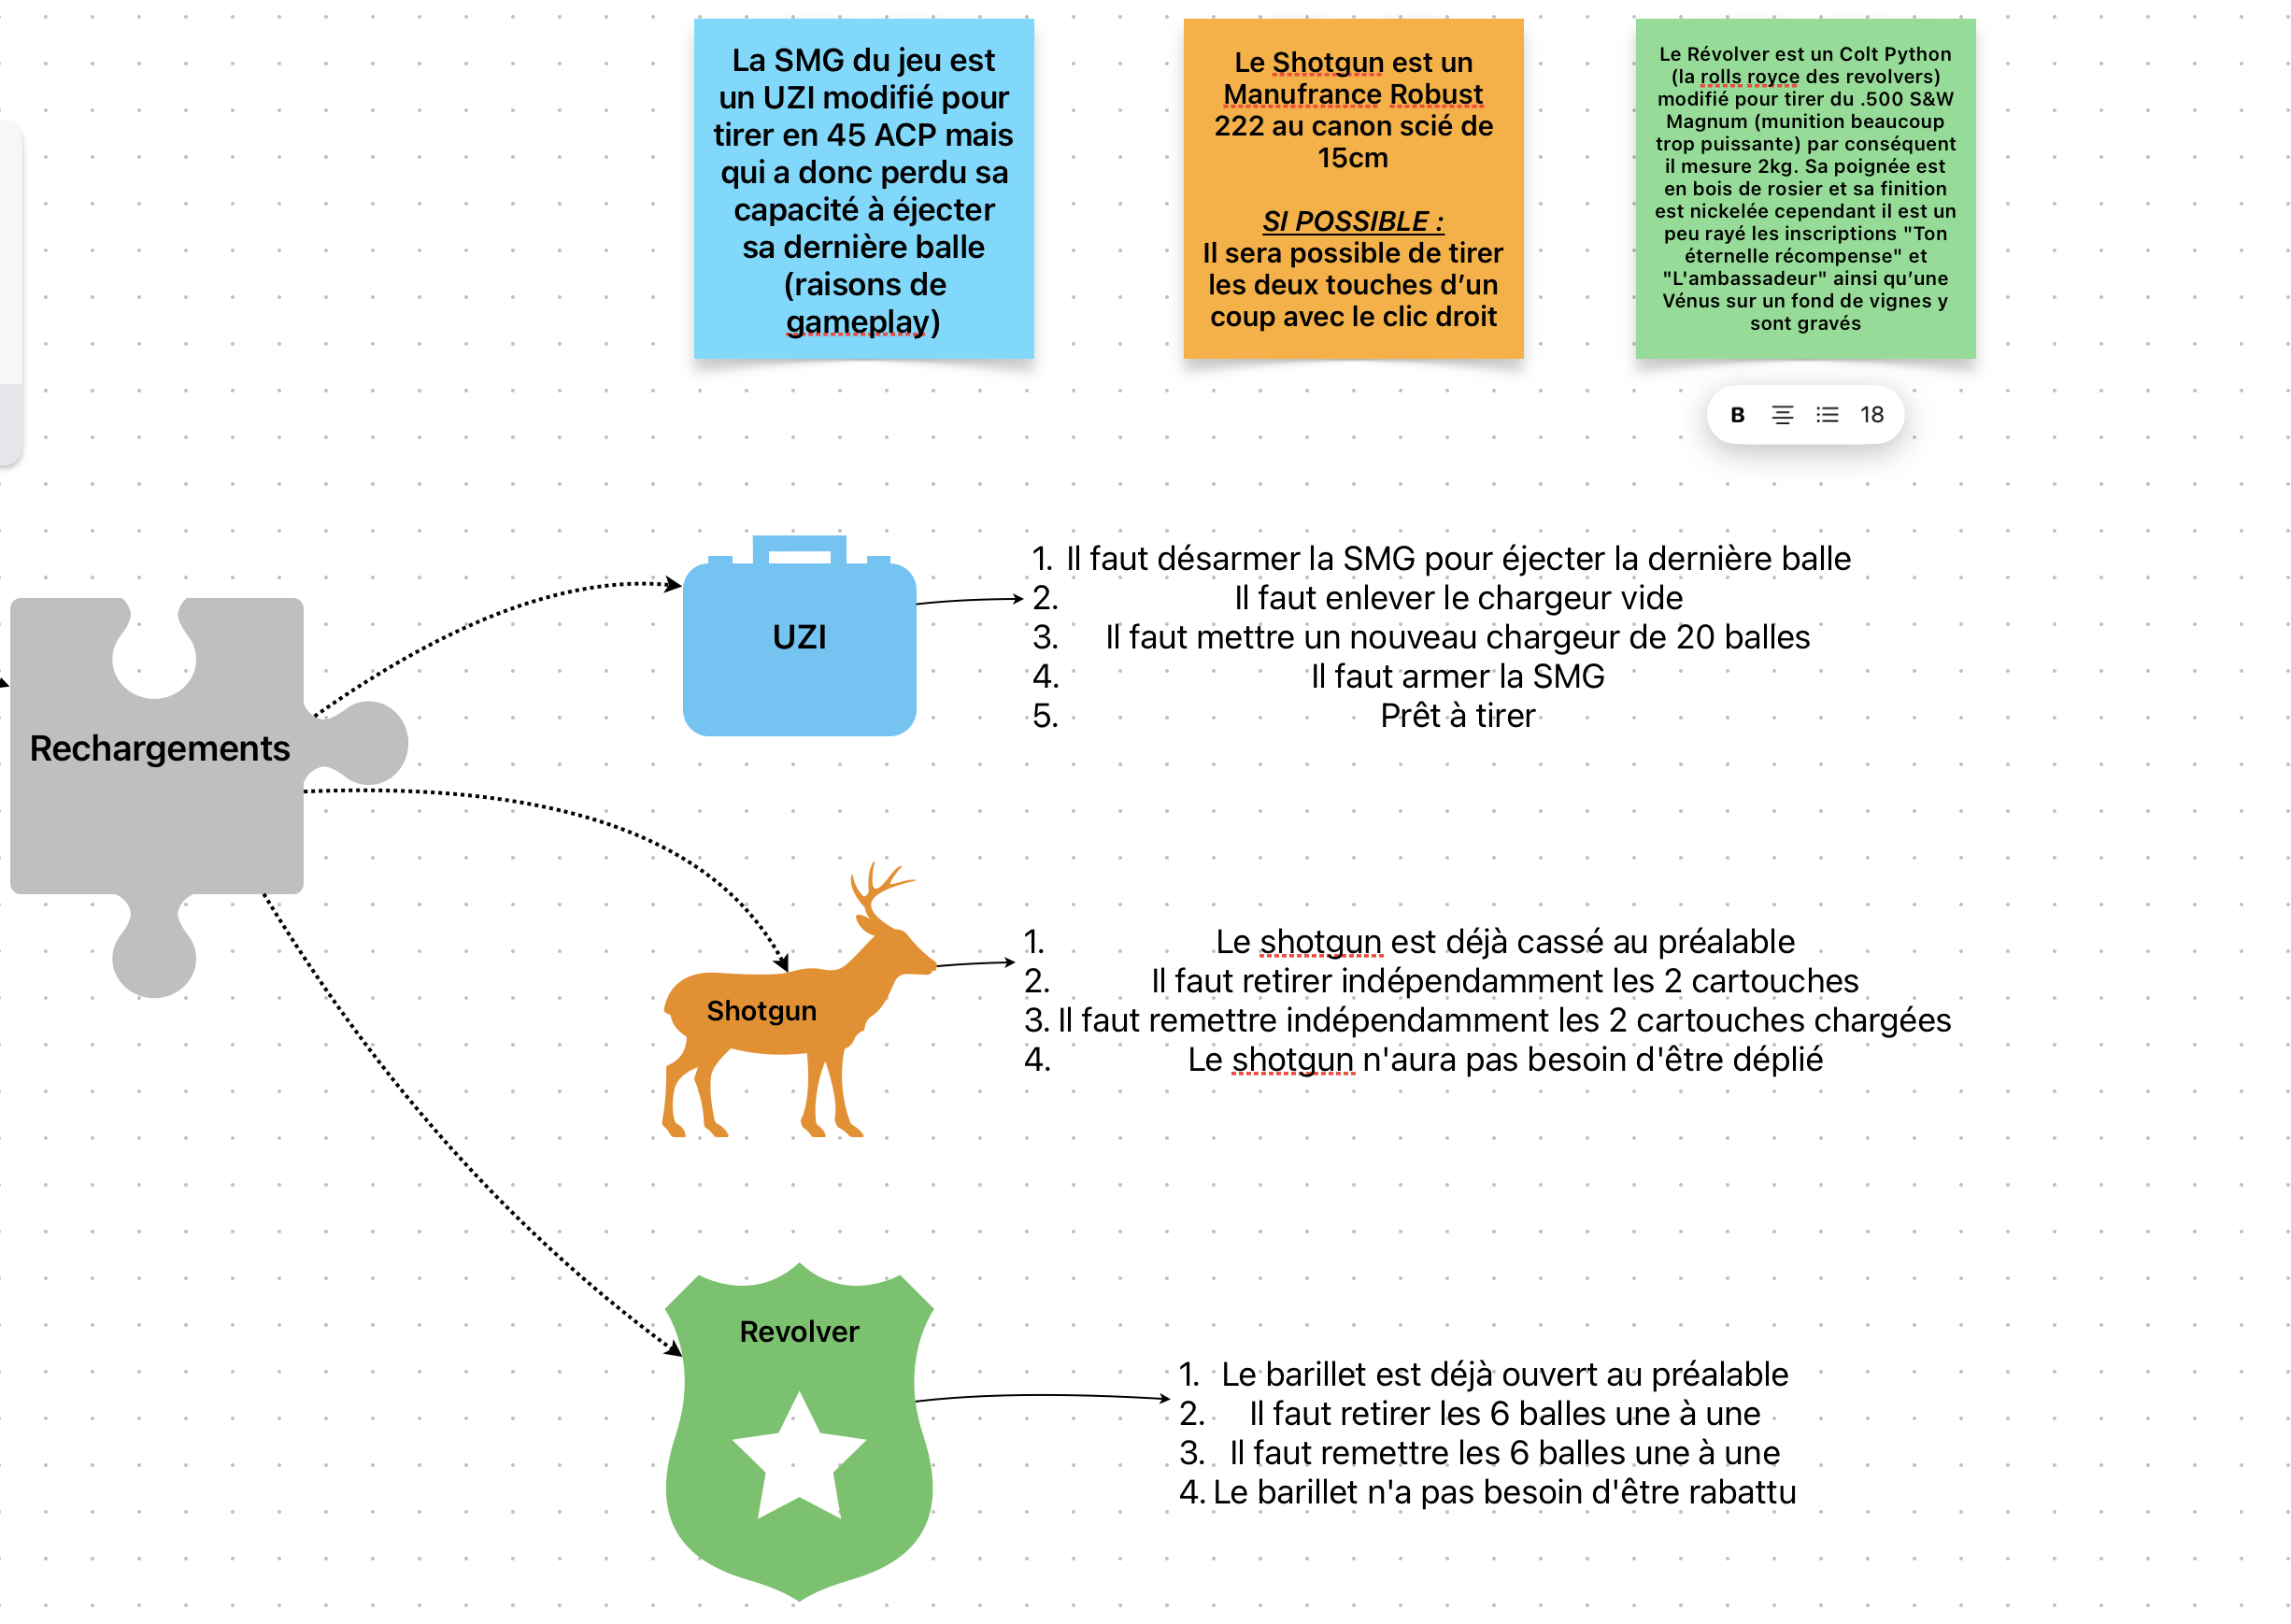 La SMG du jeu est
un UZI modifié pour
tirer en 45 ACP mais
qui a donc perdu sa
capacité à éjecter
sa dernière balle
(raisons de
gameplay)
Le Shotgun est un
Manufrance Robust
222 au canon scié de
15cm
SI POSSIBLE :
Il sera possible de tirer
les deux touches d’un
coup avec le clic droit
Le Révolver est un Colt Python
(la rolls royce des revolvers)
modifié pour tirer du .500 S&W
Magnum (munition beaucoup
trop puissante) par conséquent
il mesure 2kg. Sa poignée est
en bois de rosier et sa finition
est nickelée cependant il est un
peu rayé les inscriptions "Ton
éternelle récompense" et
"L'ambassadeur" ainsi qu’une
Vénus sur un fond de vignes y
sont gravés
B 18
Rechargements
UZI
1. Il faut désarmer la SMG pour éjecter la dernière balle
2. Il faut enlever le chargeur vide
3. Il faut mettre un nouveau chargeur de 20 balles
4. Il faut armer la SMG
5. Prêt à tirer
Shotgun
1. Le shotgun est déjà cassé au préalable
2. Il faut retirer indépendamment les 2 cartouches
3. Il faut remettre indépendamment les 2 cartouches chargées
4. Le shotgun n'aura pas besoin d'être déplié
Revolver
1. Le barillet est déjà ouvert au préalable
2. Il faut retirer les 6 balles une à une
3. Il faut remettre les 6 balles une à une
4. Le barillet n'a pas besoin d'être rabattu